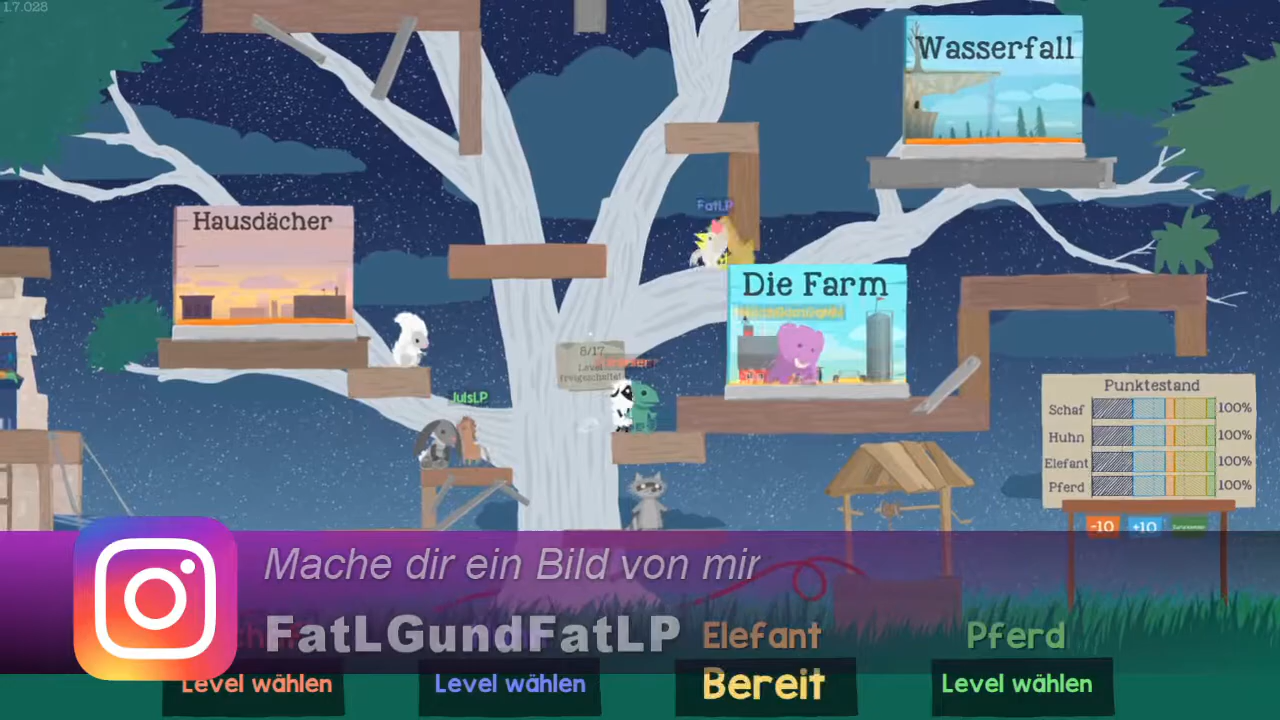 1.7.028
Wasserfall
Hausdächer
FatLP
Die Farm
8/17
Level
freigeschaltet
JulsLP
Punktestand
Schaf 100%
Huhn 100%
Elefant 100%
Pferd 100%
-10 +10
Mache dir ein Bild von mir
FatLGundFatLP
Elefant
Pferd
Level wählen
Level wählen
Bereit
Level wählen